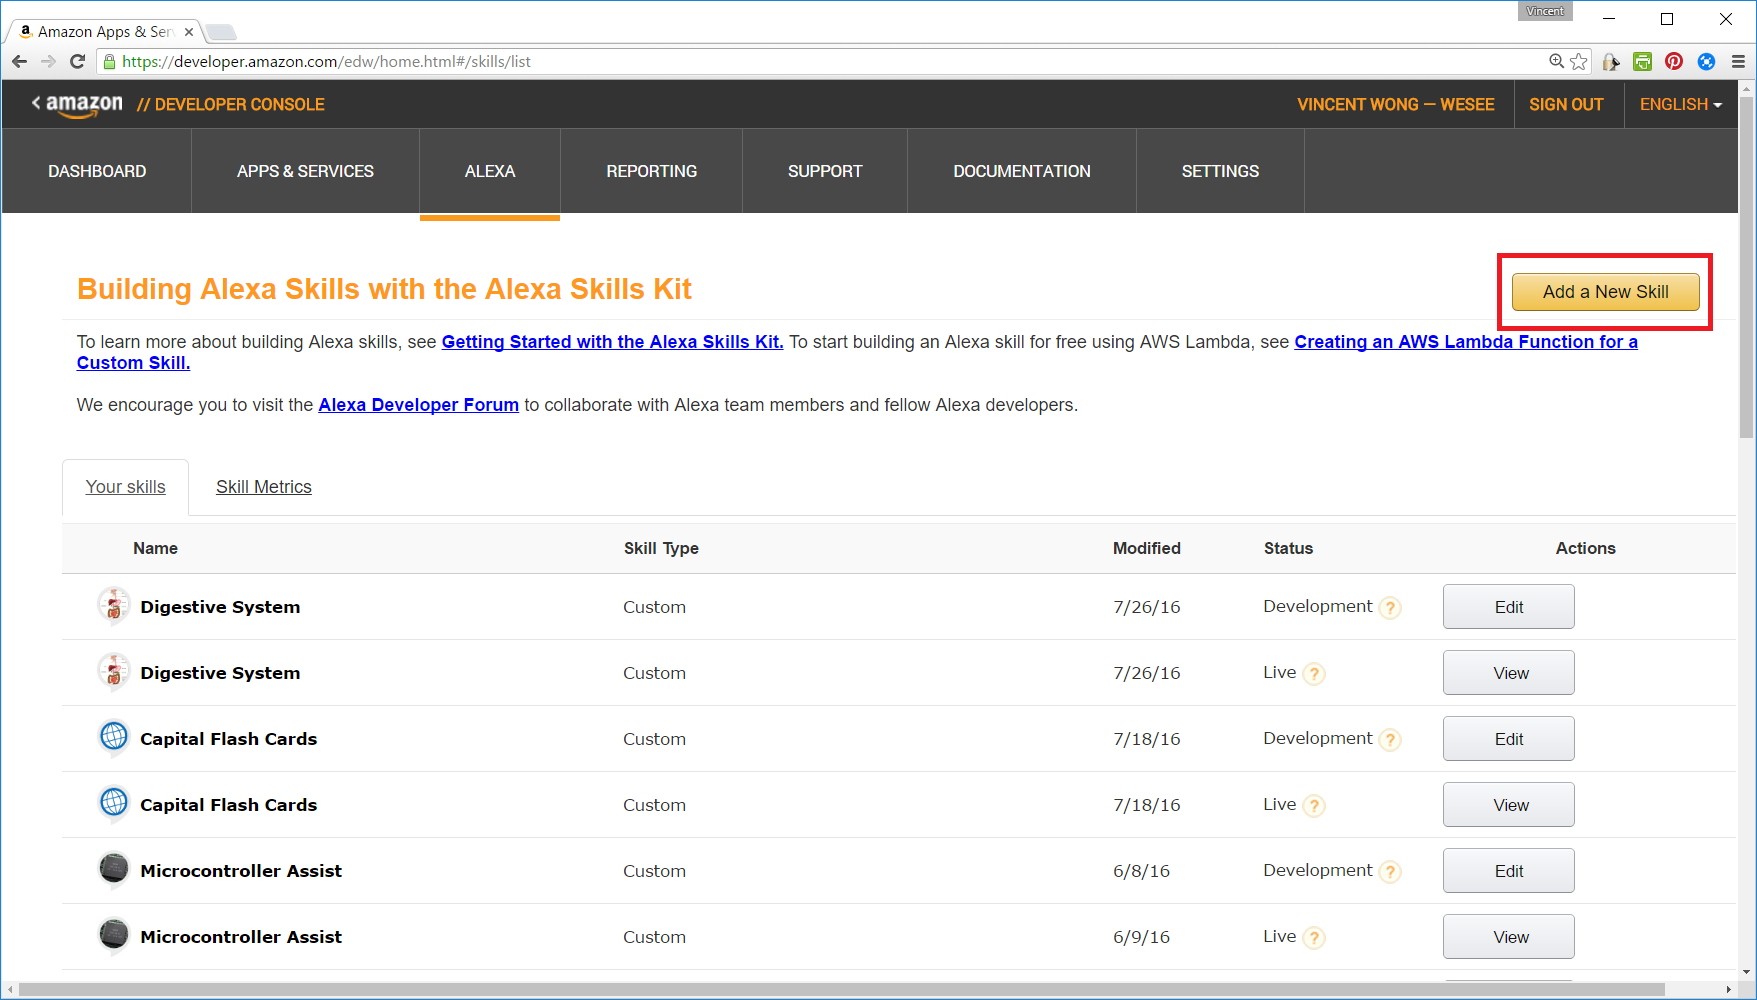 Vincent
a Amazon Apps & Ser
https://developer.amazon.com/edw/home.html#/skills/list
amazon // DEVELOPER CONSOLE VINCENT WONG — WESEE SIGN OUT ENGLISH
DASHBOARD APPS & SERVICES ALEXA REPORTING SUPPORT DOCUMENTATION SETTINGS
Building Alexa Skills with the Alexa Skills Kit Add a New Skill
To learn more about building Alexa skills, see Getting Started with the Alexa Skills Kit. To start building an Alexa skill for free using AWS Lambda, see Creating an AWS Lambda Function for a
Custom Skill.
We encourage you to visit the Alexa Developer Forum to collaborate with Alexa team members and fellow Alexa developers.
Your skills Skill Metrics
Name Skill Type Modified Status Actions
Digestive System Custom 7/26/16 Development ? Edit
Digestive System Custom 7/26/16 Live ? View
Capital Flash Cards Custom 7/18/16 Development ? Edit
Capital Flash Cards Custom 7/18/16 Live ? View
Microcontroller Assist Custom 6/8/16 Development ? Edit
Microcontroller Assist Custom 6/9/16 Live ? View